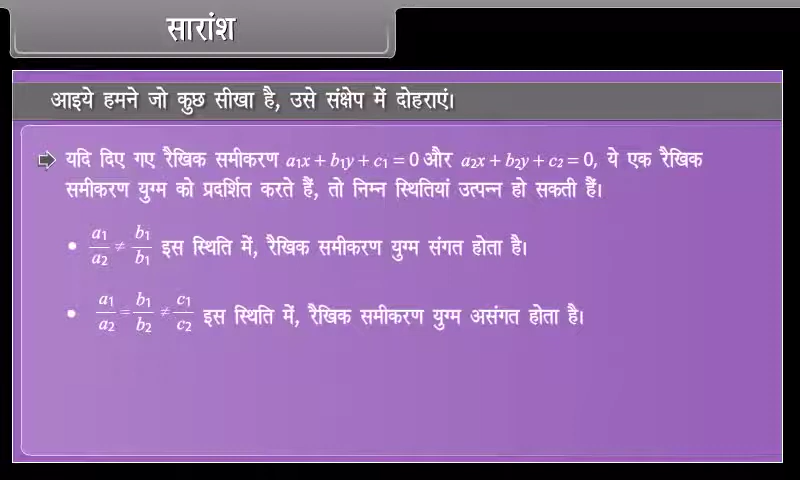 सारांश
आइये हमने जो कुछ सीखा है, उसे संक्षेप में दोहराएं।
यदि दिए गए रैखिक समीकरण a₁x + b₁y + c₁ = 0 और a₂x + b₂y + c₂ = 0, ये एक रैखिक
समीकरण युग्म को प्रदर्शित करते हैं, तो निम्न स्थितियां उत्पन्न हो सकती हैं।
• a₁/a₂ ≠ b₁/b₁ इस स्थिति में, रैखिक समीकरण युग्म संगत होता है।
• a₁/a₂ = b₁/b₂ ≠ c₁/c₂ इस स्थिति में, रैखिक समीकरण युग्म असंगत होता है।